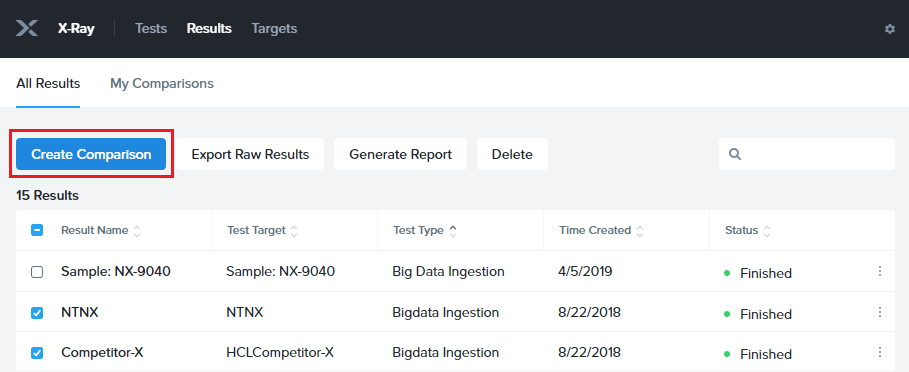 X-Ray Tests Results Targets
All Results My Comparisons
Create Comparison Export Raw Results Generate Report Delete
15 Results
Result Name Test Target Test Type Time Created Status
Sample: NX-9040 Sample: NX-9040 Big Data Ingestion 4/5/2019 Finished
NTNX NTNX Bigdata Ingestion 8/22/2018 Finished
Competitor-X HCLCompetitor-X Bigdata Ingestion 8/22/2018 Finished